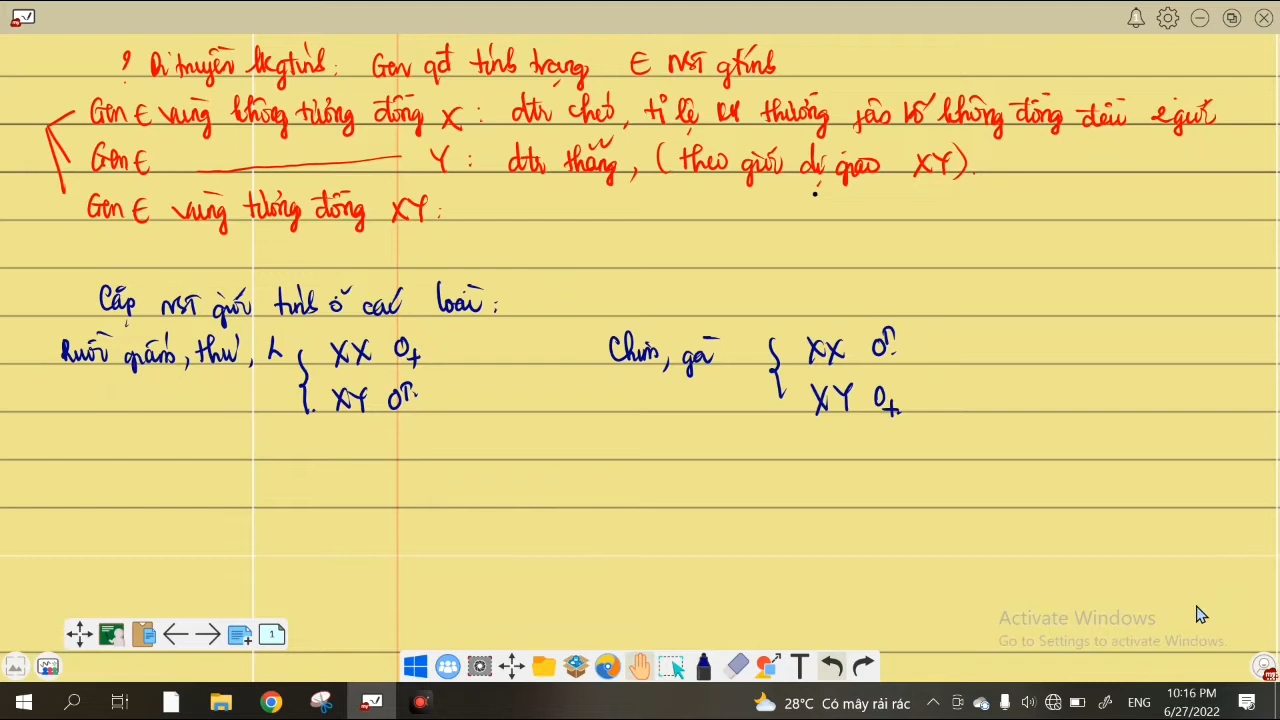 ? Di truyền lk gtính: Gen qđ tính trạng ∈ NST gtính
Gen ∈ vùng không tương đồng X: dtr chéo, tỉ lệ KH thường phân bố không đồng đều 2 giới
Gen ∈ ——— Y: dtr thẳng, (theo giới dị giao XY).
Gen ∈ vùng tương đồng XY:
Cặp NST giới tính ở các loài:
Ruồi giấm, thú,
XX ♀
XY ♂
Chim, gà
XX ♂
XY ♀
Activate Windows
Go to Settings to activate Windows.
1
28°C Có mây rải rác
ENG
10:16 PM
6/27/2022